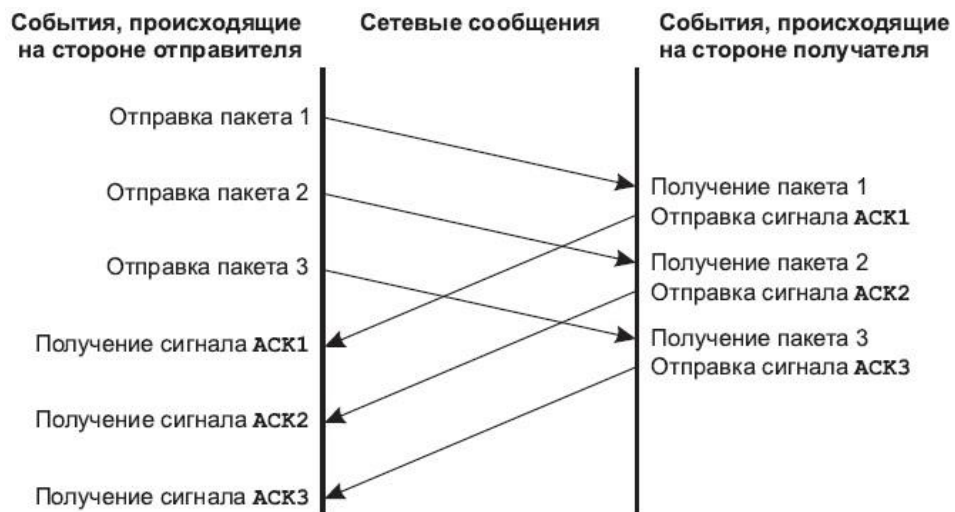 События, происходящие
на стороне отправителя
Сетевые сообщения
События, происходящие
на стороне получателя
Отправка пакета 1
Отправка пакета 2
Отправка пакета 3
Получение сигнала ACK1
Получение сигнала ACK2
Получение сигнала ACK3
Получение пакета 1
Отправка сигнала ACK1
Получение пакета 2
Отправка сигнала ACK2
Получение пакета 3
Отправка сигнала ACK3